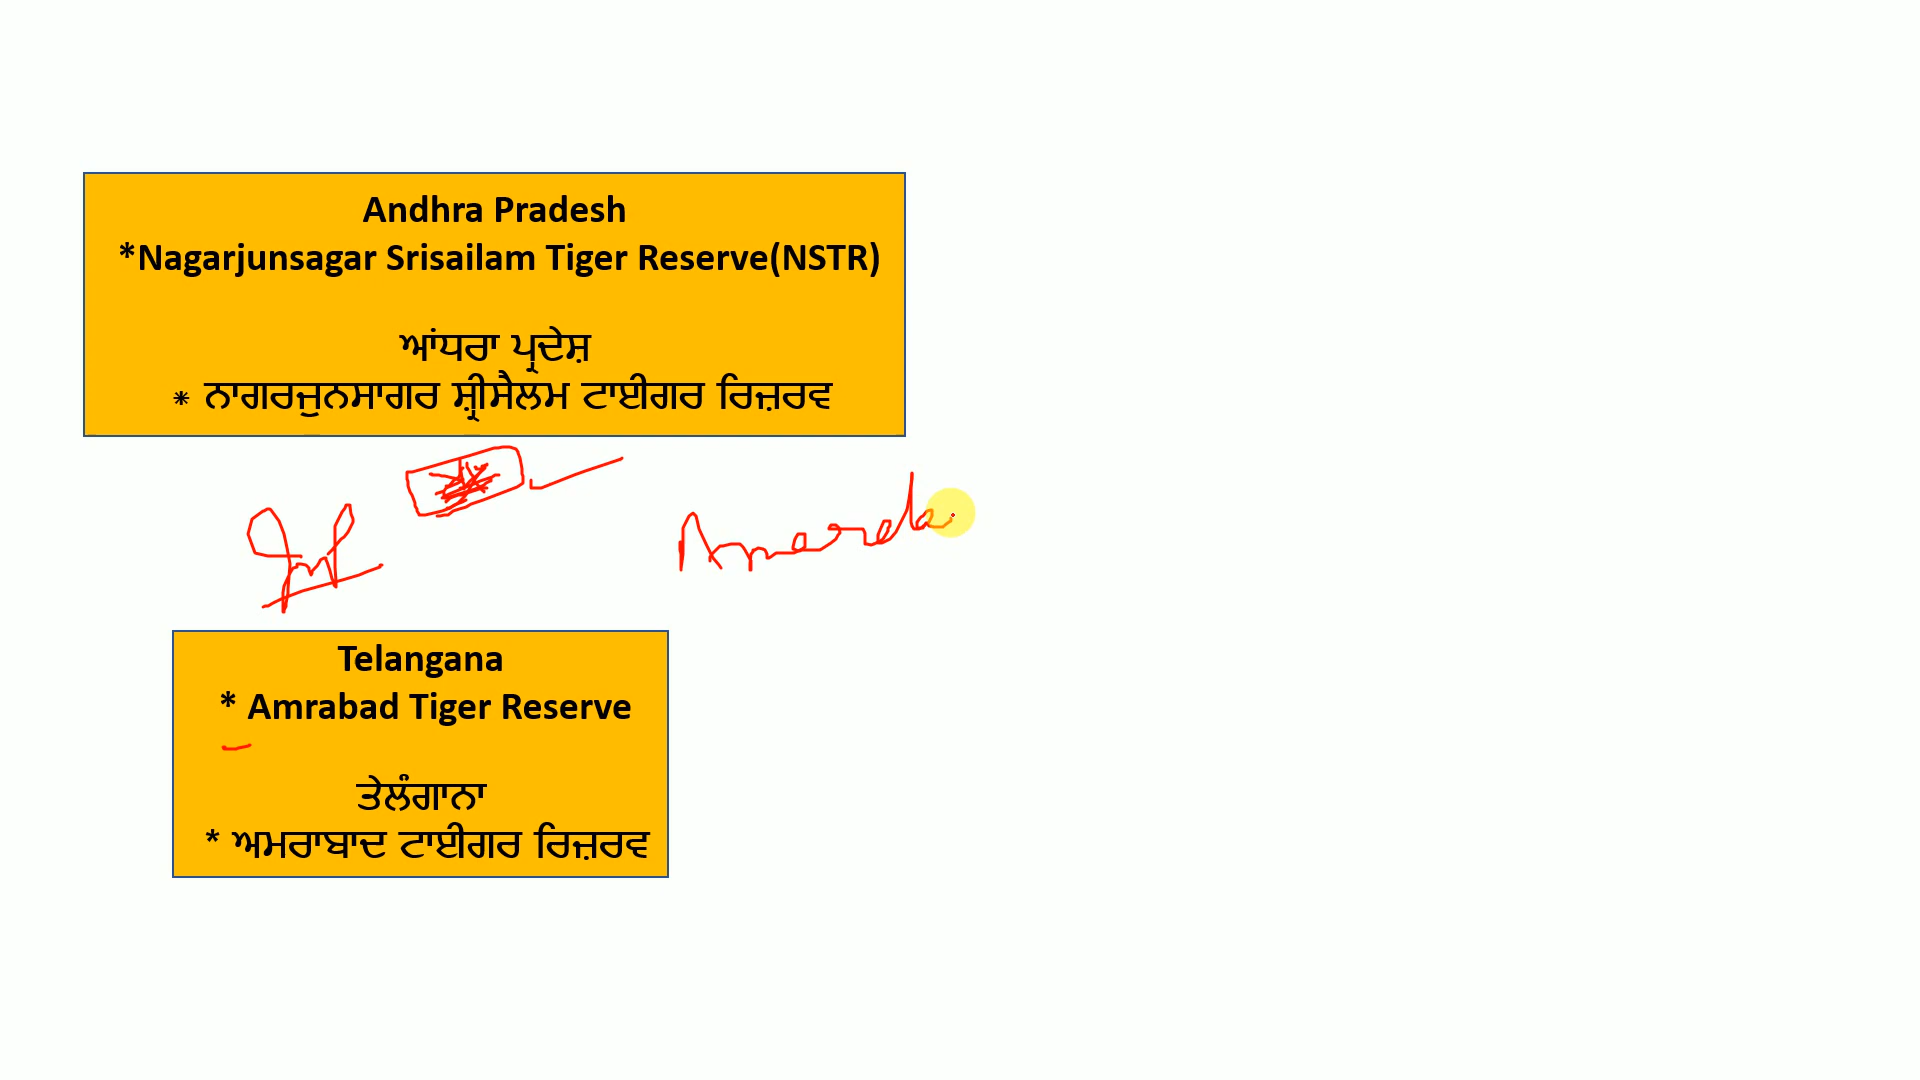 Andhra Pradesh
*Nagarjunsagar Srisailam Tiger Reserve(NSTR)
ਆਂਧਰਾ ਪ੍ਰਦੇਸ਼
* ਨਾਗਰਜੁਨਸਾਗਰ ਸ਼੍ਰੀਸੈਲਮ ਟਾਈਗਰ ਰਿਜ਼ਰਵ
Telangana
* Amrabad Tiger Reserve
ਤੇਲੰਗਾਨਾ
* ਅਮਰਾਬਾਦ ਟਾਈਗਰ ਰਿਜ਼ਰਵ